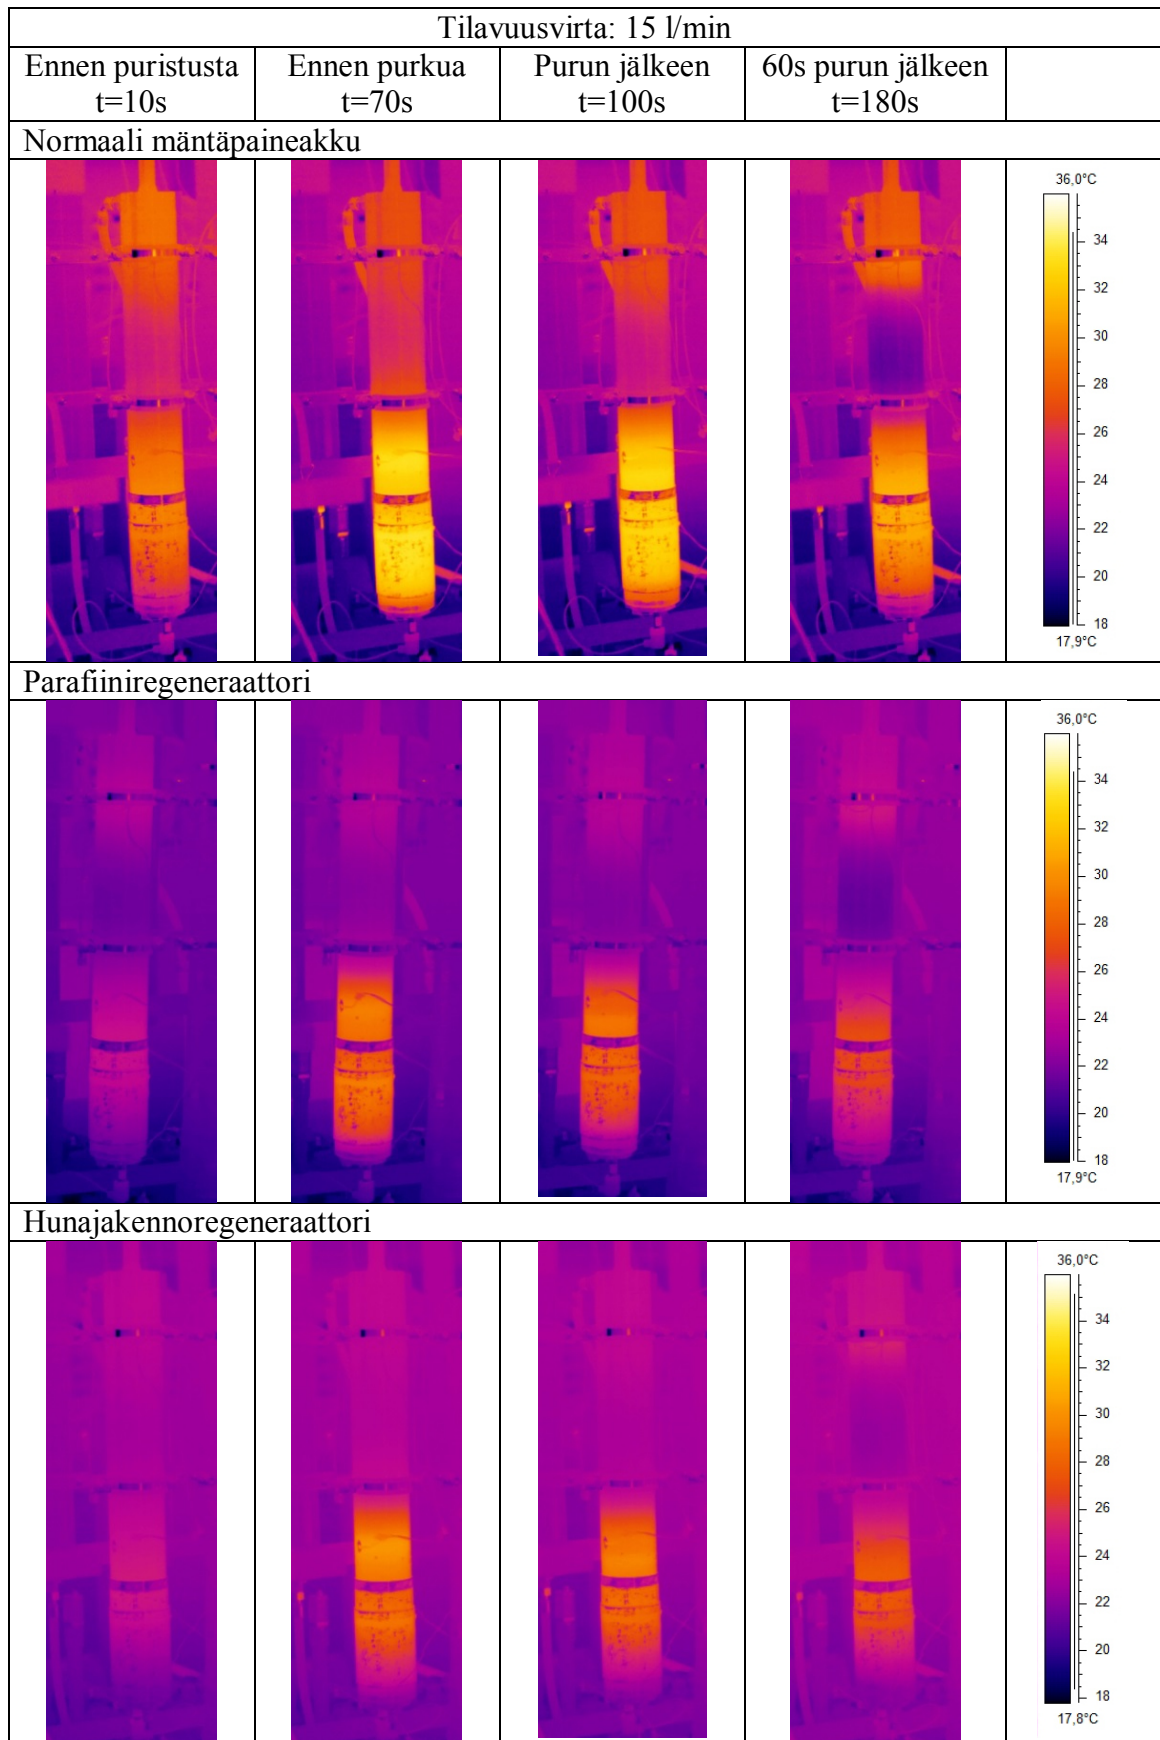 Tilavuusvirta: 15 l/min
Ennen puristusta
t=10s
Ennen purkua
t=70s
Purun jälkeen
t=100s
60s purun jälkeen
t=180s
Normaali mäntäpaineakku
36,0°C
34
32
30
28
26
24
22
20
18
17,9°C
Parafiiniregeneraattori
36,0°C
34
32
30
28
26
24
22
20
18
17,9°C
Hunajakennoregeneraattori
36,0°C
34
32
30
28
26
24
22
20
18
17,8°C